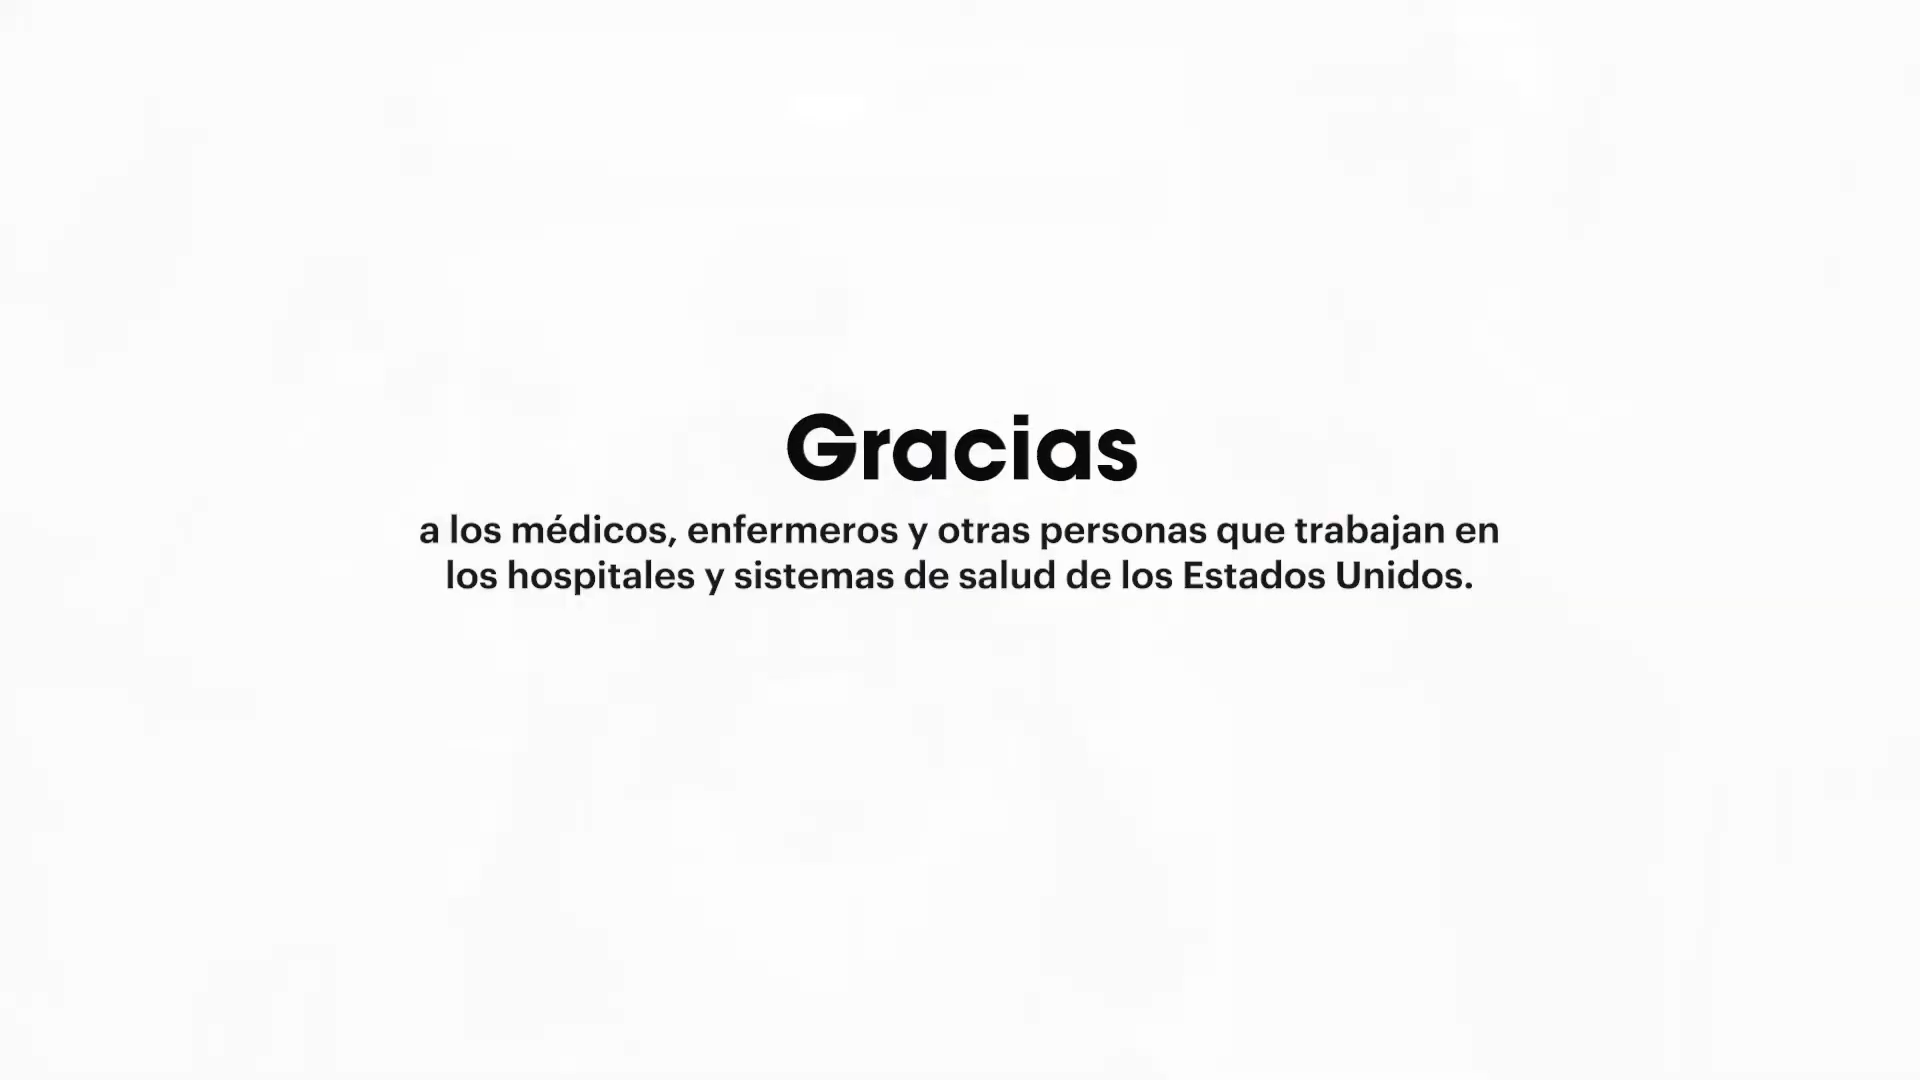 Gracias
a los médicos, enfermeros y otras personas que trabajan en
los hospitales y sistemas de salud de los Estados Unidos.